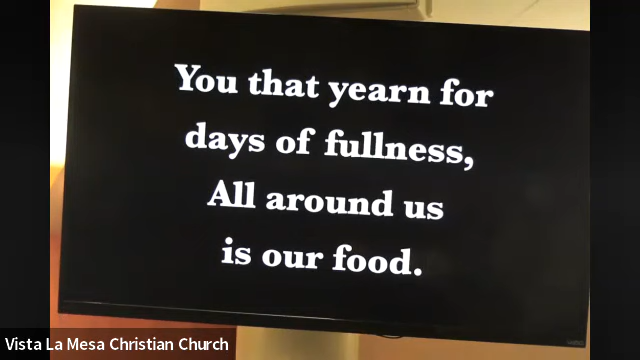 You that yearn for
days of fullness,
All around us
is our food.
Vista La Mesa Christian Church